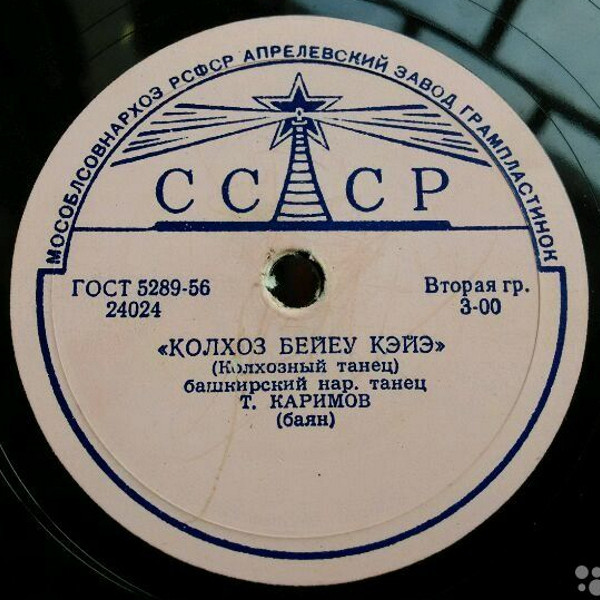 МОСОБЛСОВНАРХОЗ РСФСР АПРЕЛЕВСКИЙ ЗАВОД ГРАМПЛАСТИНОК
СССР
ГОСТ 5289-56
24024
Вторая гр.
3-00
«КОЛХОЗ БЕЙЕУ КЭЙЭ»
(Колхозный танец)
башкирский нар. танец
Т. КАРИМОВ
(баян)